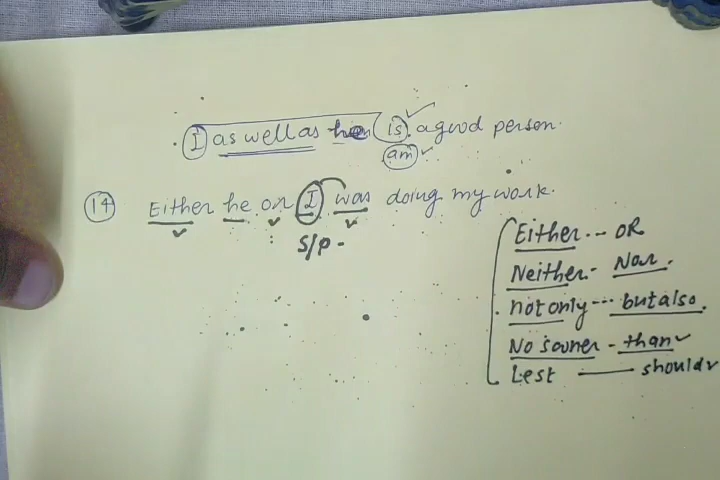 I as well as he is a good person.
am
14 Either he or I was doing my work.
S/P -
Either --- OR
Neither - Nor.
not only --- but also.
No sooner - than
Lest —— should